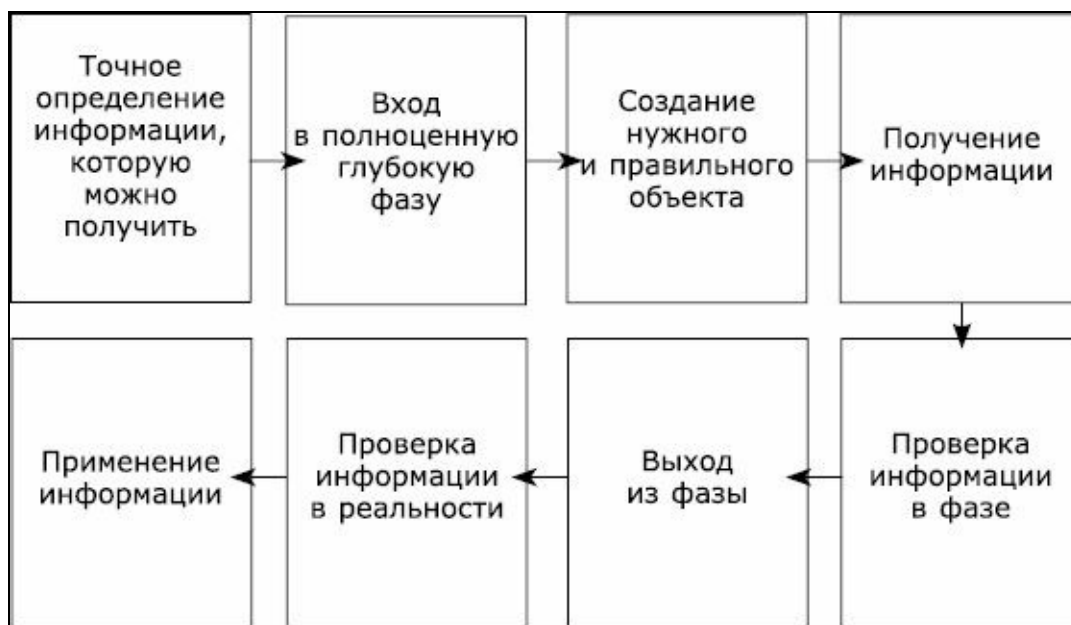 Точное
определение
информации,
которую
можно
получить
Вход
в полноценную
глубокую
фазу
Создание
нужного
и правильного
объекта
Получение
информации
Проверка
информации
в фазе
Выход
из фазы
Проверка
информации
в реальности
Применение
информации